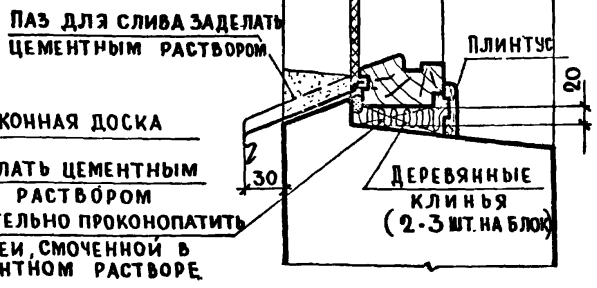 ПАЗ ДЛЯ СЛИВА ЗАДЕЛАТЬ
ЦЕМЕНТНЫМ РАСТВОРОМ
ПЛИНТУС
20
КОННАЯ ДОСКА
ЛАТЬ ЦЕМЕНТНЫМ
РАСТВОРОМ
ТЕЛЬНО ПРОКОНОПАТИТЬ
ЕЙ, СМОЧЕННОЙ В
НТНОМ РАСТВОРЕ
30
ДЕРЕВЯННЫЕ
КЛИНЬЯ
(2-3 ШТ. НА БЛОК)